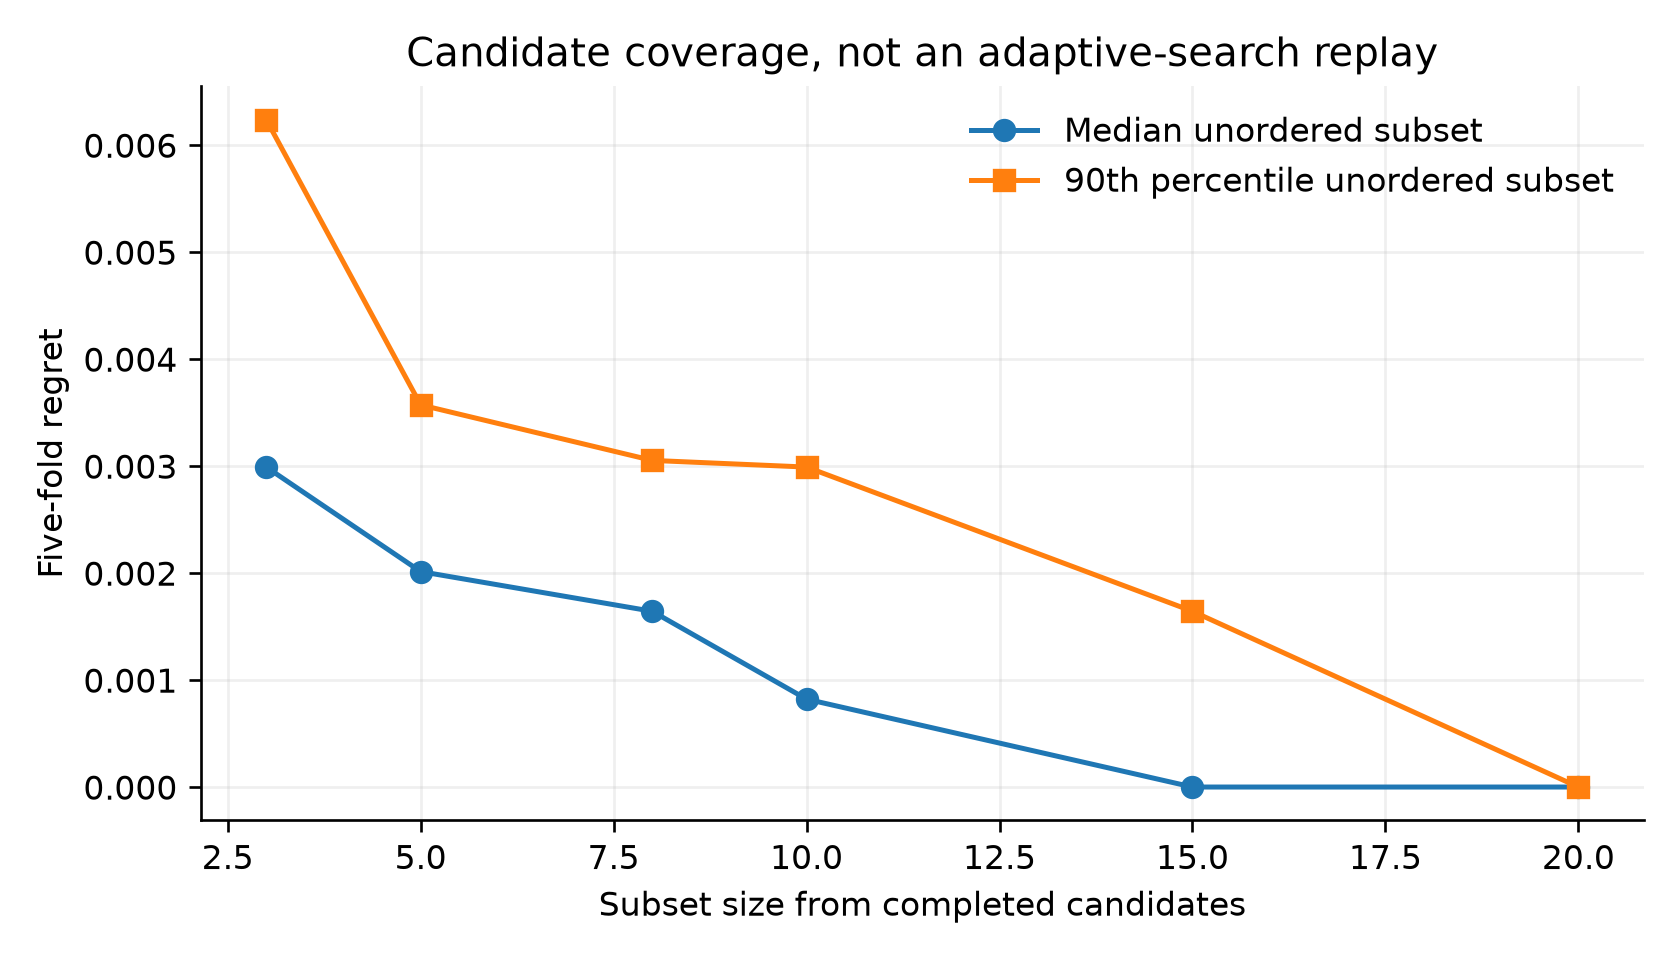 Candidate coverage, not an adaptive-search replay
Median unordered subset
90th percentile unordered subset
Five-fold regret
0.006
0.005
0.004
0.003
0.002
0.001
0.000
2.5 5.0 7.5 10.0 12.5 15.0 17.5 20.0
Subset size from completed candidates